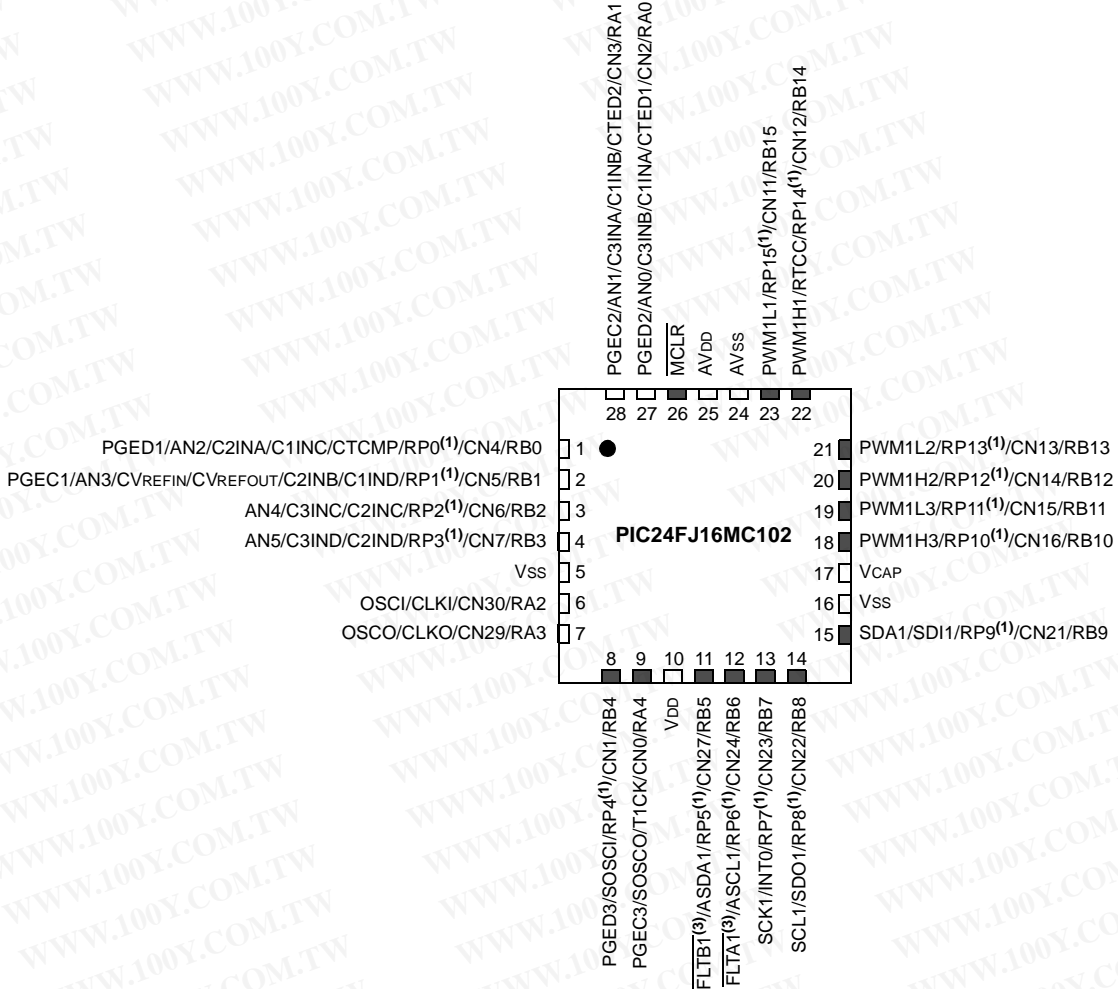 PGEC2/AN1/C3INA/C1INB/CTED2/CN3/RA1
PGED2/AN0/C3INB/C1INA/CTED1/CN2/RA0
MCLR
AVDD
AVSS
PWM1L1/RP15(1)/CN11/RB15
PWM1H1/RTCC/RP14(1)/CN12/RB14
28 27 26 25 24 23 22
PGED1/AN2/C2INA/C1INC/CTCMP/RP0(1)/CN4/RB0 1
PGEC1/AN3/CVREFIN/CVREFOUT/C2INB/C1IND/RP1(1)/CN5/RB1 2
AN4/C3INC/C2INC/RP2(1)/CN6/RB2 3
AN5/C3IND/C2IND/RP3(1)/CN7/RB3 4
VSS 5
OSCI/CLKI/CN30/RA2 6
OSCO/CLKO/CN29/RA3 7
PIC24FJ16MC102
21 PWM1L2/RP13(1)/CN13/RB13
20 PWM1H2/RP12(1)/CN14/RB12
19 PWM1L3/RP11(1)/CN15/RB11
18 PWM1H3/RP10(1)/CN16/RB10
17 VCAP
16 VSS
15 SDA1/SDI1/RP9(1)/CN21/RB9
8 9 10 11 12 13 14
PGED3/SOSCI/RP4(1)/CN1/RB4
PGEC3/SOSCO/T1CK/CN0/RA4
VDD
FLTB1(3)/ASDA1/RP5(1)/CN27/RB5
FLTA1(3)/ASCL1/RP6(1)/CN24/RB6
SCK1/INT0/RP7(1)/CN23/RB7
SCL1/SDO1/RP8(1)/CN22/RB8
WWW.100Y.COM.TW